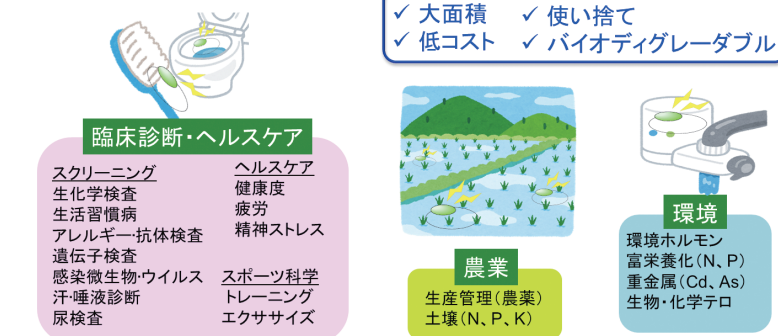 ✓ 大面積 ✓ 使い捨て
✓ 低コスト ✓ バイオディグレーダブル
臨床診断・ヘルスケア
スクリーニング
生化学検査
生活習慣病
アレルギー・抗体検査
遺伝子検査
感染微生物・ウイルス
汗・唾液診断
尿検査
ヘルスケア
健康度
疲労
精神ストレス
スポーツ科学
トレーニング
エクササイズ
農業
生産管理（農薬）
土壌（N、P、K）
環境
環境ホルモン
富栄養化（N、P）
重金属（Cd、As）
生物・化学テロ